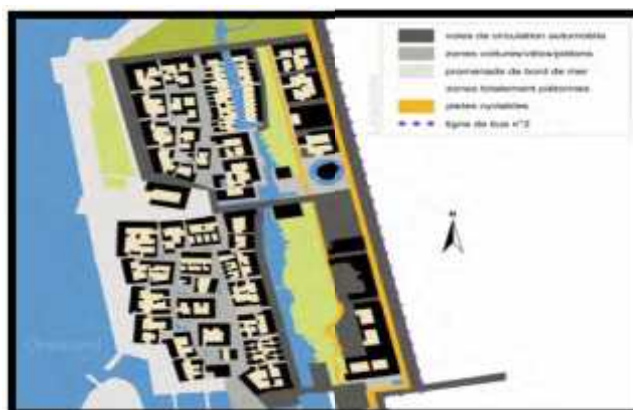 voies de circulation automobile
zones voitures/vélos/piétons
promenade de bord de mer
zones totalement piétonnes
pistes cyclables
ligne de bus n°2
N